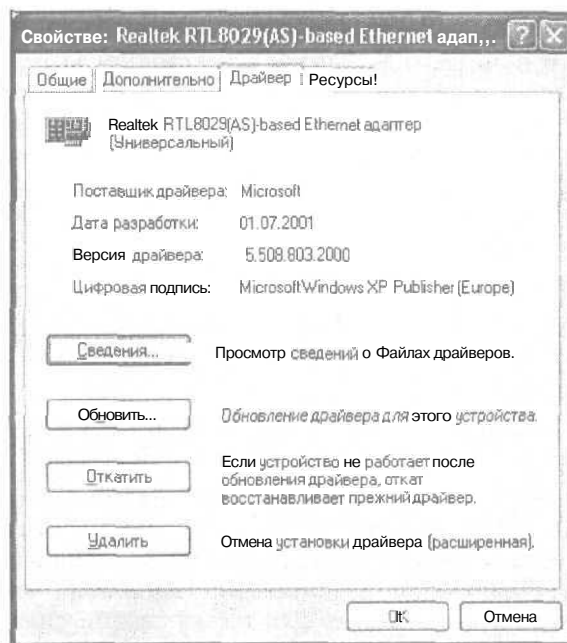 Свойстве: Realtek RTL8029(AS)-based Ethernet адап,,.
Общие Дополнительно Драйвер Ресурсы!
Realtek RTL8029(AS)-based Ethernet адаптер
(Универсальный)
Поставщик драйвера: Microsoft
Дата разработки: 01.07.2001
Версия драйвера: 5.508.803.2000
Цифровая подпись: Microsoft Windows XP Publisher (Europe)
Сведения... Просмотр сведений о Файлах драйверов.
Обновить... Обновление драйвера для этого устройства.
Откатить
Если устройство не работает после
обновления драйвера, откат
восстанавливает прежний драйвер.
Удалить Отмена установки драйвера (расширенная).
OK Отмена